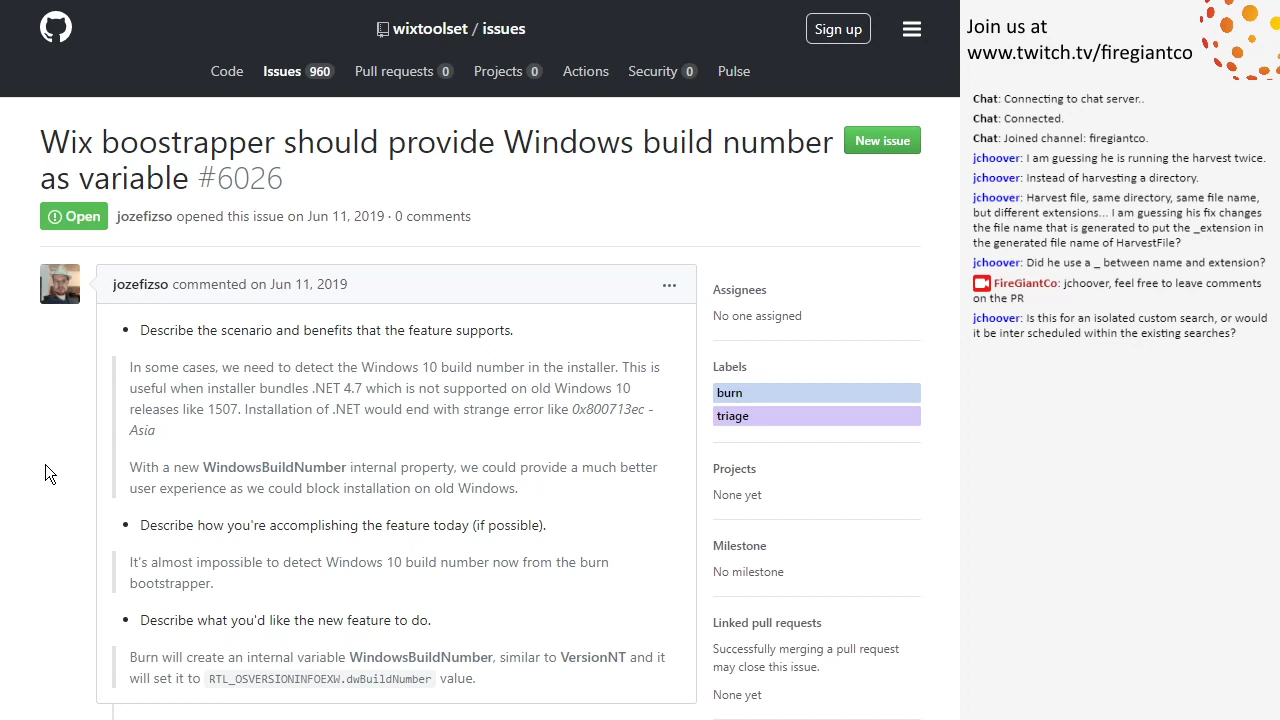 wixtoolset / issues
Sign up
Code Issues 960 Pull requests 0 Projects 0 Actions Security 0 Pulse
Wix boostrapper should provide Windows build number
as variable #6026
New issue
Open jozefizso opened this issue on Jun 11, 2019 · 0 comments
jozefizso commented on Jun 11, 2019
• Describe the scenario and benefits that the feature supports.
In some cases, we need to detect the Windows 10 build number in the installer. This is
useful when installer bundles .NET 4.7 which is not supported on old Windows 10
releases like 1507. Installation of .NET would end with strange error like 0x800713ec -
Asia
With a new WindowsBuildNumber internal property, we could provide a much better
user experience as we could block installation on old Windows.
• Describe how you're accomplishing the feature today (if possible).
It's almost impossible to detect Windows 10 build number now from the burn
bootstrapper.
• Describe what you'd like the new feature to do.
Burn will create an internal variable WindowsBuildNumber, similar to VersionNT and it
will set it to RTL_OSVERSIONINFOEXW.dwBuildNumber value.
Assignees
No one assigned
Labels
burn
triage
Projects
None yet
Milestone
No milestone
Linked pull requests
Successfully merging a pull request
may close this issue.
None yet
Join us at
www.twitch.tv/firegiantco
Chat: Connecting to chat server..
Chat: Connected.
Chat: Joined channel: firegiantco.
jchoover: I am guessing he is running the harvest twice.
jchoover: Instead of harvesting a directory.
jchoover: Harvest file, same directory, same file name,
but different extensions... I am guessing his fix changes
the file name that is generated to put the _extension in
the generated file name of HarvestFile?
jchoover: Did he use a _ between name and extension?
FireGiantCo: jchoover, feel free to leave comments
on the PR
jchoover: Is this for an isolated custom search, or would
it be inter scheduled within the existing searches?